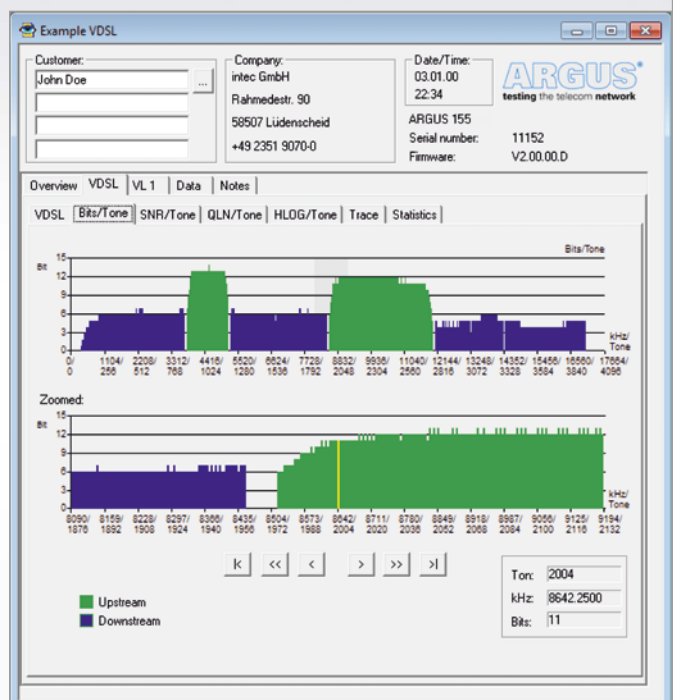 Example VDSL
Customer:
John Doe
...
Company:
intec GmbH
Rahmedestr. 90
58507 Lüdenscheid
+49 2351 9070-0
Date/Time:
03.01.00
22:34
ARGUS®
testing the telecom network
ARGUS 155
Serial number: 11152
Firmware: V2.00.00.D
Overview VDSL VL 1 Data Notes
VDSL Bits/Tone SNR/Tone QLN/Tone HLOG/Tone Trace Statistics
Bits/Tone
Bit
15
12
9
6
3
0
kHz/
Tone
0/ 1104/ 2208/ 3312/ 4416/ 5520/ 6624/ 7728/ 8832/ 9936/ 11040/ 12144/ 13248/ 14352/ 15456/ 16560/ 17664/
0 256 512 768 1024 1280 1536 1792 2048 2304 2560 2816 3072 3328 3584 3840 4096
Zoomed:
Bit
15
12
9
6
3
0
kHz/
Tone
8090/ 8159/ 8228/ 8297/ 8366/ 8435/ 8504/ 8573/ 8642/ 8711/ 8780/ 8849/ 8918/ 8987/ 9056/ 9125/ 9194/
1876 1892 1908 1924 1940 1956 1972 1988 2004 2020 2036 2052 2068 2084 2100 2116 2132
|< << < > >> >|
Upstream
Downstream
Ton: 2004
kHz: 8642.2500
Bits: 11